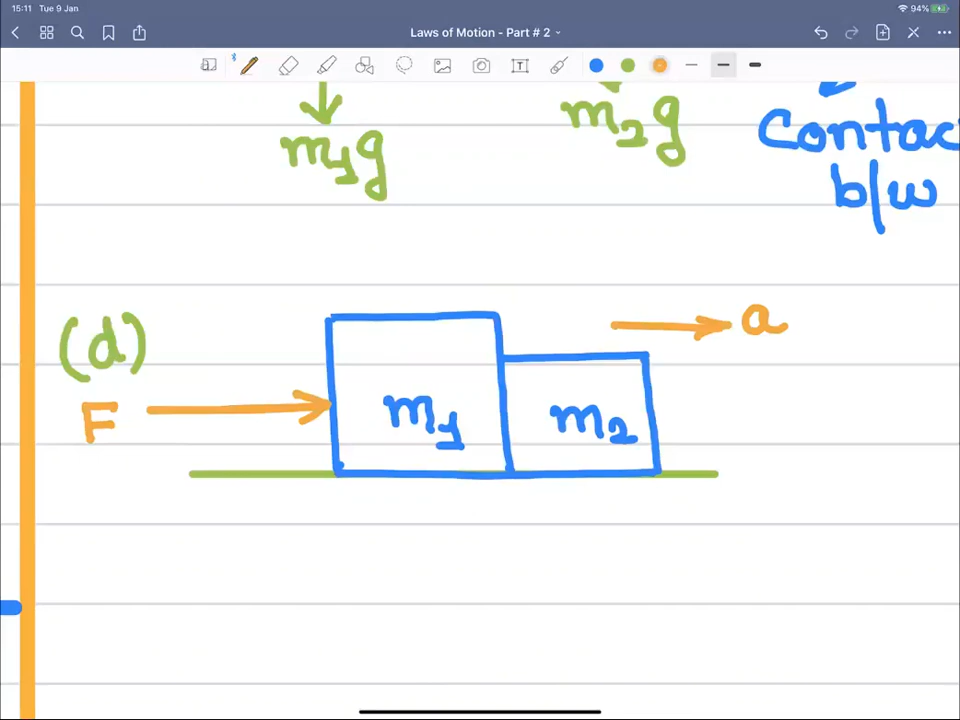 15:11 Tue 9 Jan
94%
Laws of Motion - Part # 2
T
m1g
m2g
Contac
b/w
(d)
a
F
m1
m2